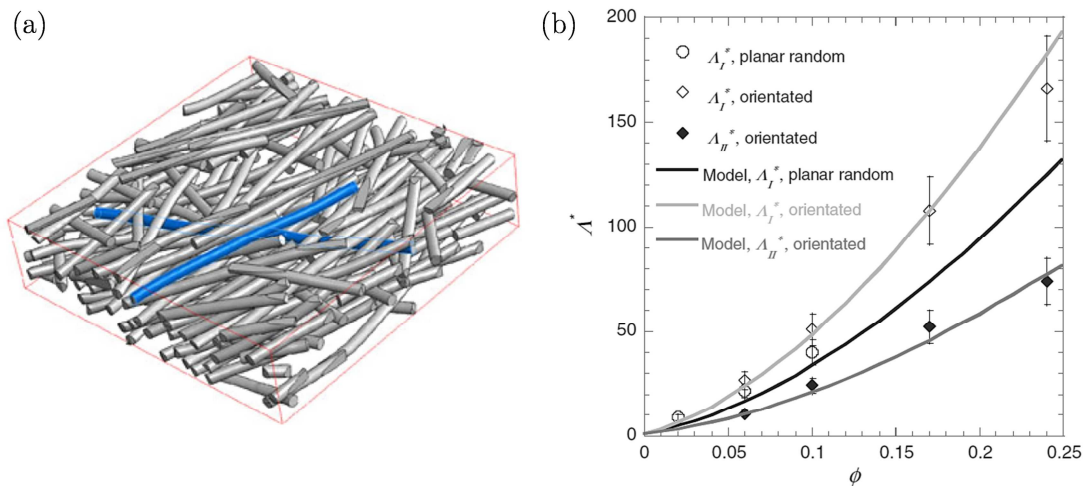 (a)
(b)
200
150
100
50
0
Λ*
Λ_I*, planar random
Λ_I*, orientated
Λ_II*, orientated
Model, Λ_I*, planar random
Model, Λ_I*, orientated
Model, Λ_II*, orientated
0 0.05 0.1 0.15 0.2 0.25
ϕ